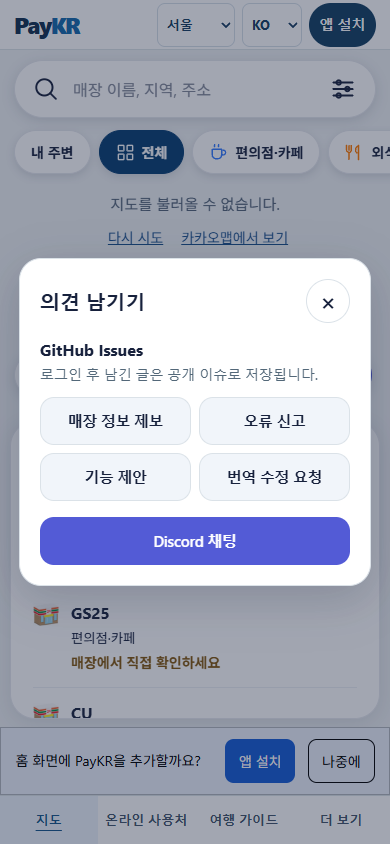 PayKR
서울
KO
앱 설치
매장 이름, 지역, 주소
내 주변
전체
편의점·카페
외식
지도를 불러올 수 없습니다.
다시 시도
카카오맵에서 보기
의견 남기기
×
GitHub Issues
로그인 후 남긴 글은 공개 이슈로 저장됩니다.
매장 정보 제보
오류 신고
기능 제안
번역 수정 요청
Discord 채팅
GS25
편의점·카페
매장에서 직접 확인하세요
CU
홈 화면에 PayKR을 추가할까요?
앱 설치
나중에
지도
온라인 사용처
여행 가이드
더 보기